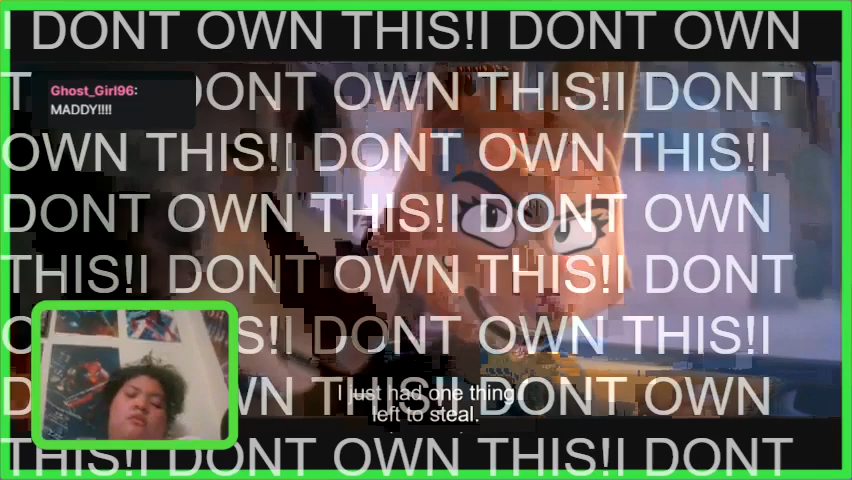 I DONT OWN THIS!I DONT OWN
T
DONT OWN THIS!I DONT
Ghost_Girl96:
MADDY!!!!
OWN THIS!I DONT OWN THIS!I
DONT OWN THIS!I DONT OWN
THIS!I DONT OWN THIS!I DONT
O
S!I DONT OWN THIS!I
D
WN THIS!I DONT OWN
I just had one thing
left to steal.
THIS!I DONT OWN THIS!I DONT